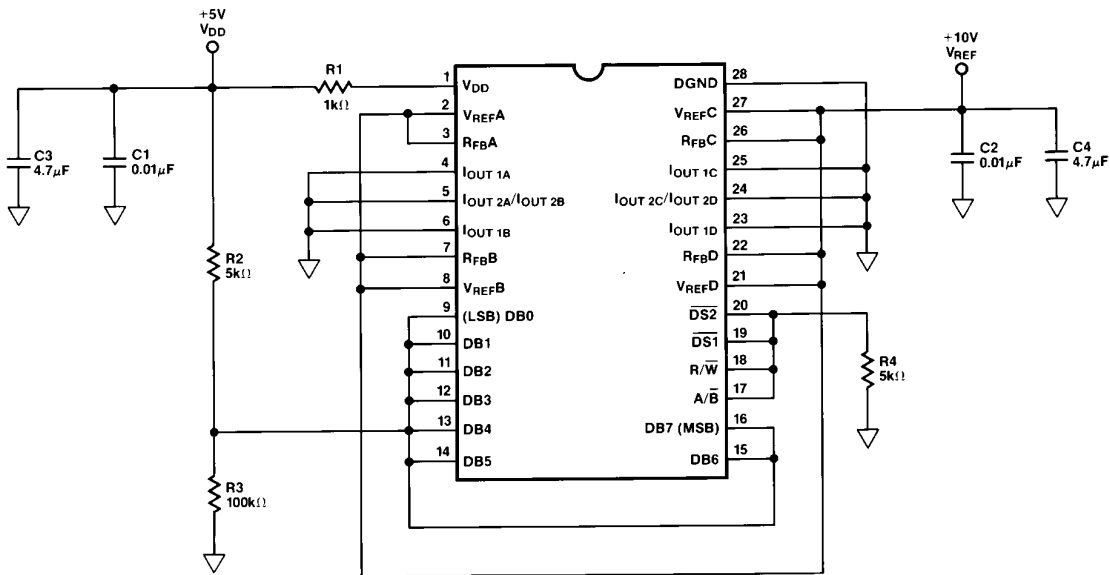 +5V
VDD
+10V
VREF
R1
1kΩ
C3
4.7µF
C1
0.01µF
R2
5kΩ
R3
100kΩ
1 VDD
2 VREFA
3 RFBA
4 IOUT 1A
5 IOUT 2A/IOUT 2B
6 IOUT 1B
7 RFBB
8 VREFB
9 (LSB) DB0
10 DB1
11 DB2
12 DB3
13 DB4
14 DB5
DGND 28
VREFC 27
RFBC 26
IOUT 1C 25
IOUT 2C/IOUT 2D 24
IOUT 1D 23
RFBD 22
VREFD 21
D̅S̅2̅ 20
D̅S̅1̅ 19
R/W̅ 18
A/B̅ 17
DB7 (MSB) 16
DB6 15
C2
0.01µF
C4
4.7µF
R4
5kΩ